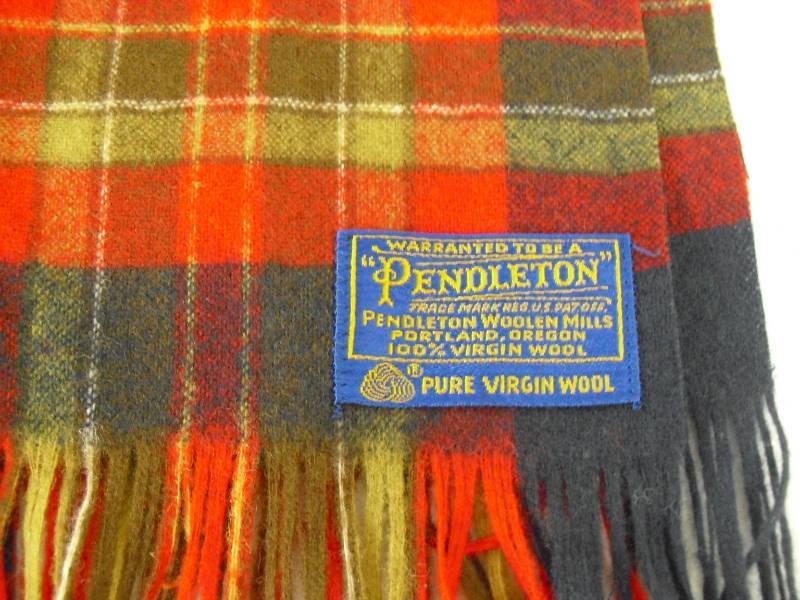 WARRANTED TO BE A
"PENDLETON"
TRADE MARK REG. U.S. PAT. OFF.
PENDLETON WOOLEN MILLS
PORTLAND, OREGON
100% VIRGIN WOOL
® PURE VIRGIN WOOL